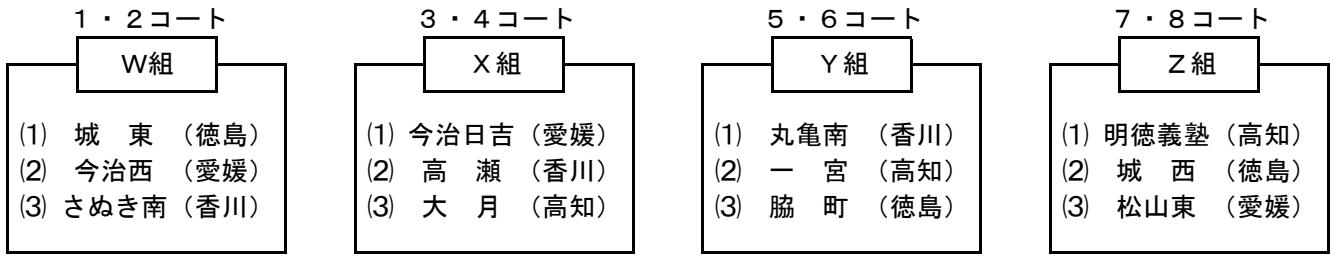 1・2コート
W組
(1) 城 東 (徳島)
(2) 今治西 (愛媛)
(3) さぬき南 (香川)
3・4コート
X組
(1) 今治日吉 (愛媛)
(2) 高 瀬 (香川)
(3) 大 月 (高知)
5・6コート
Y組
(1) 丸亀南 (香川)
(2) 一 宮 (高知)
(3) 脇 町 (徳島)
7・8コート
Z組
(1) 明徳義塾 (高知)
(2) 城 西 (徳島)
(3) 松山東 (愛媛)